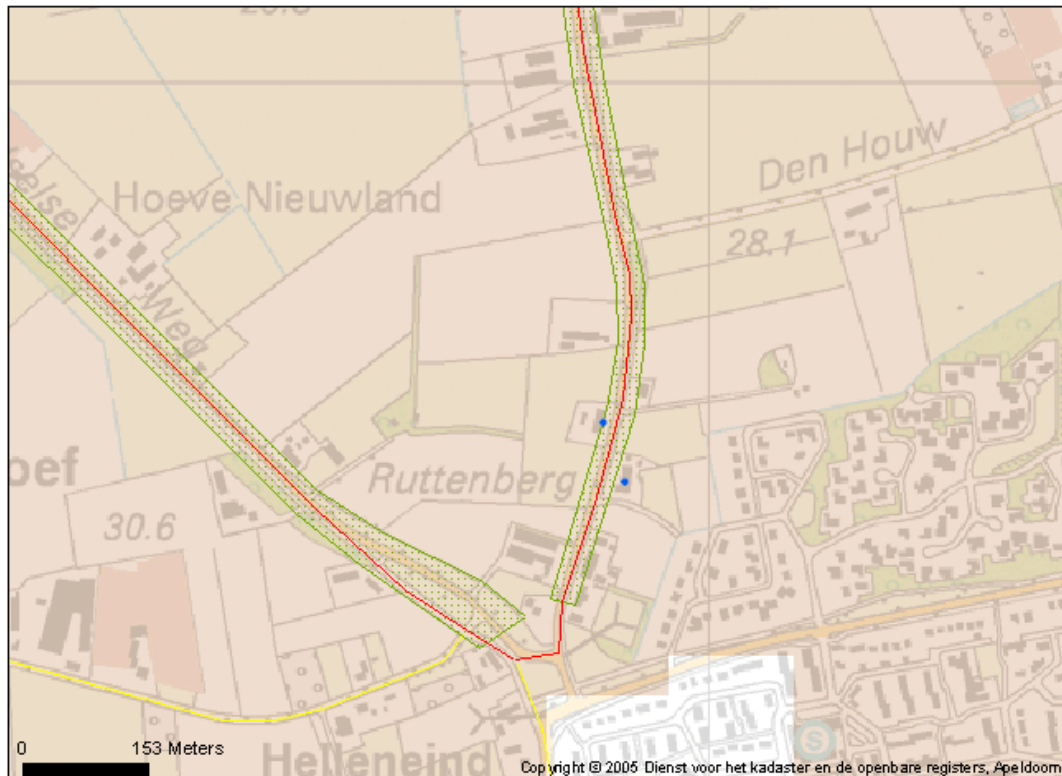 Den Houw
Hoeve Nieuwland
28.1
Weg
Ruttenberg
30.6
Helleneind
S
0 153 Meters
Copyright © 2005 Dienst voor het kadaster en de openbare registers, Apeldoorn